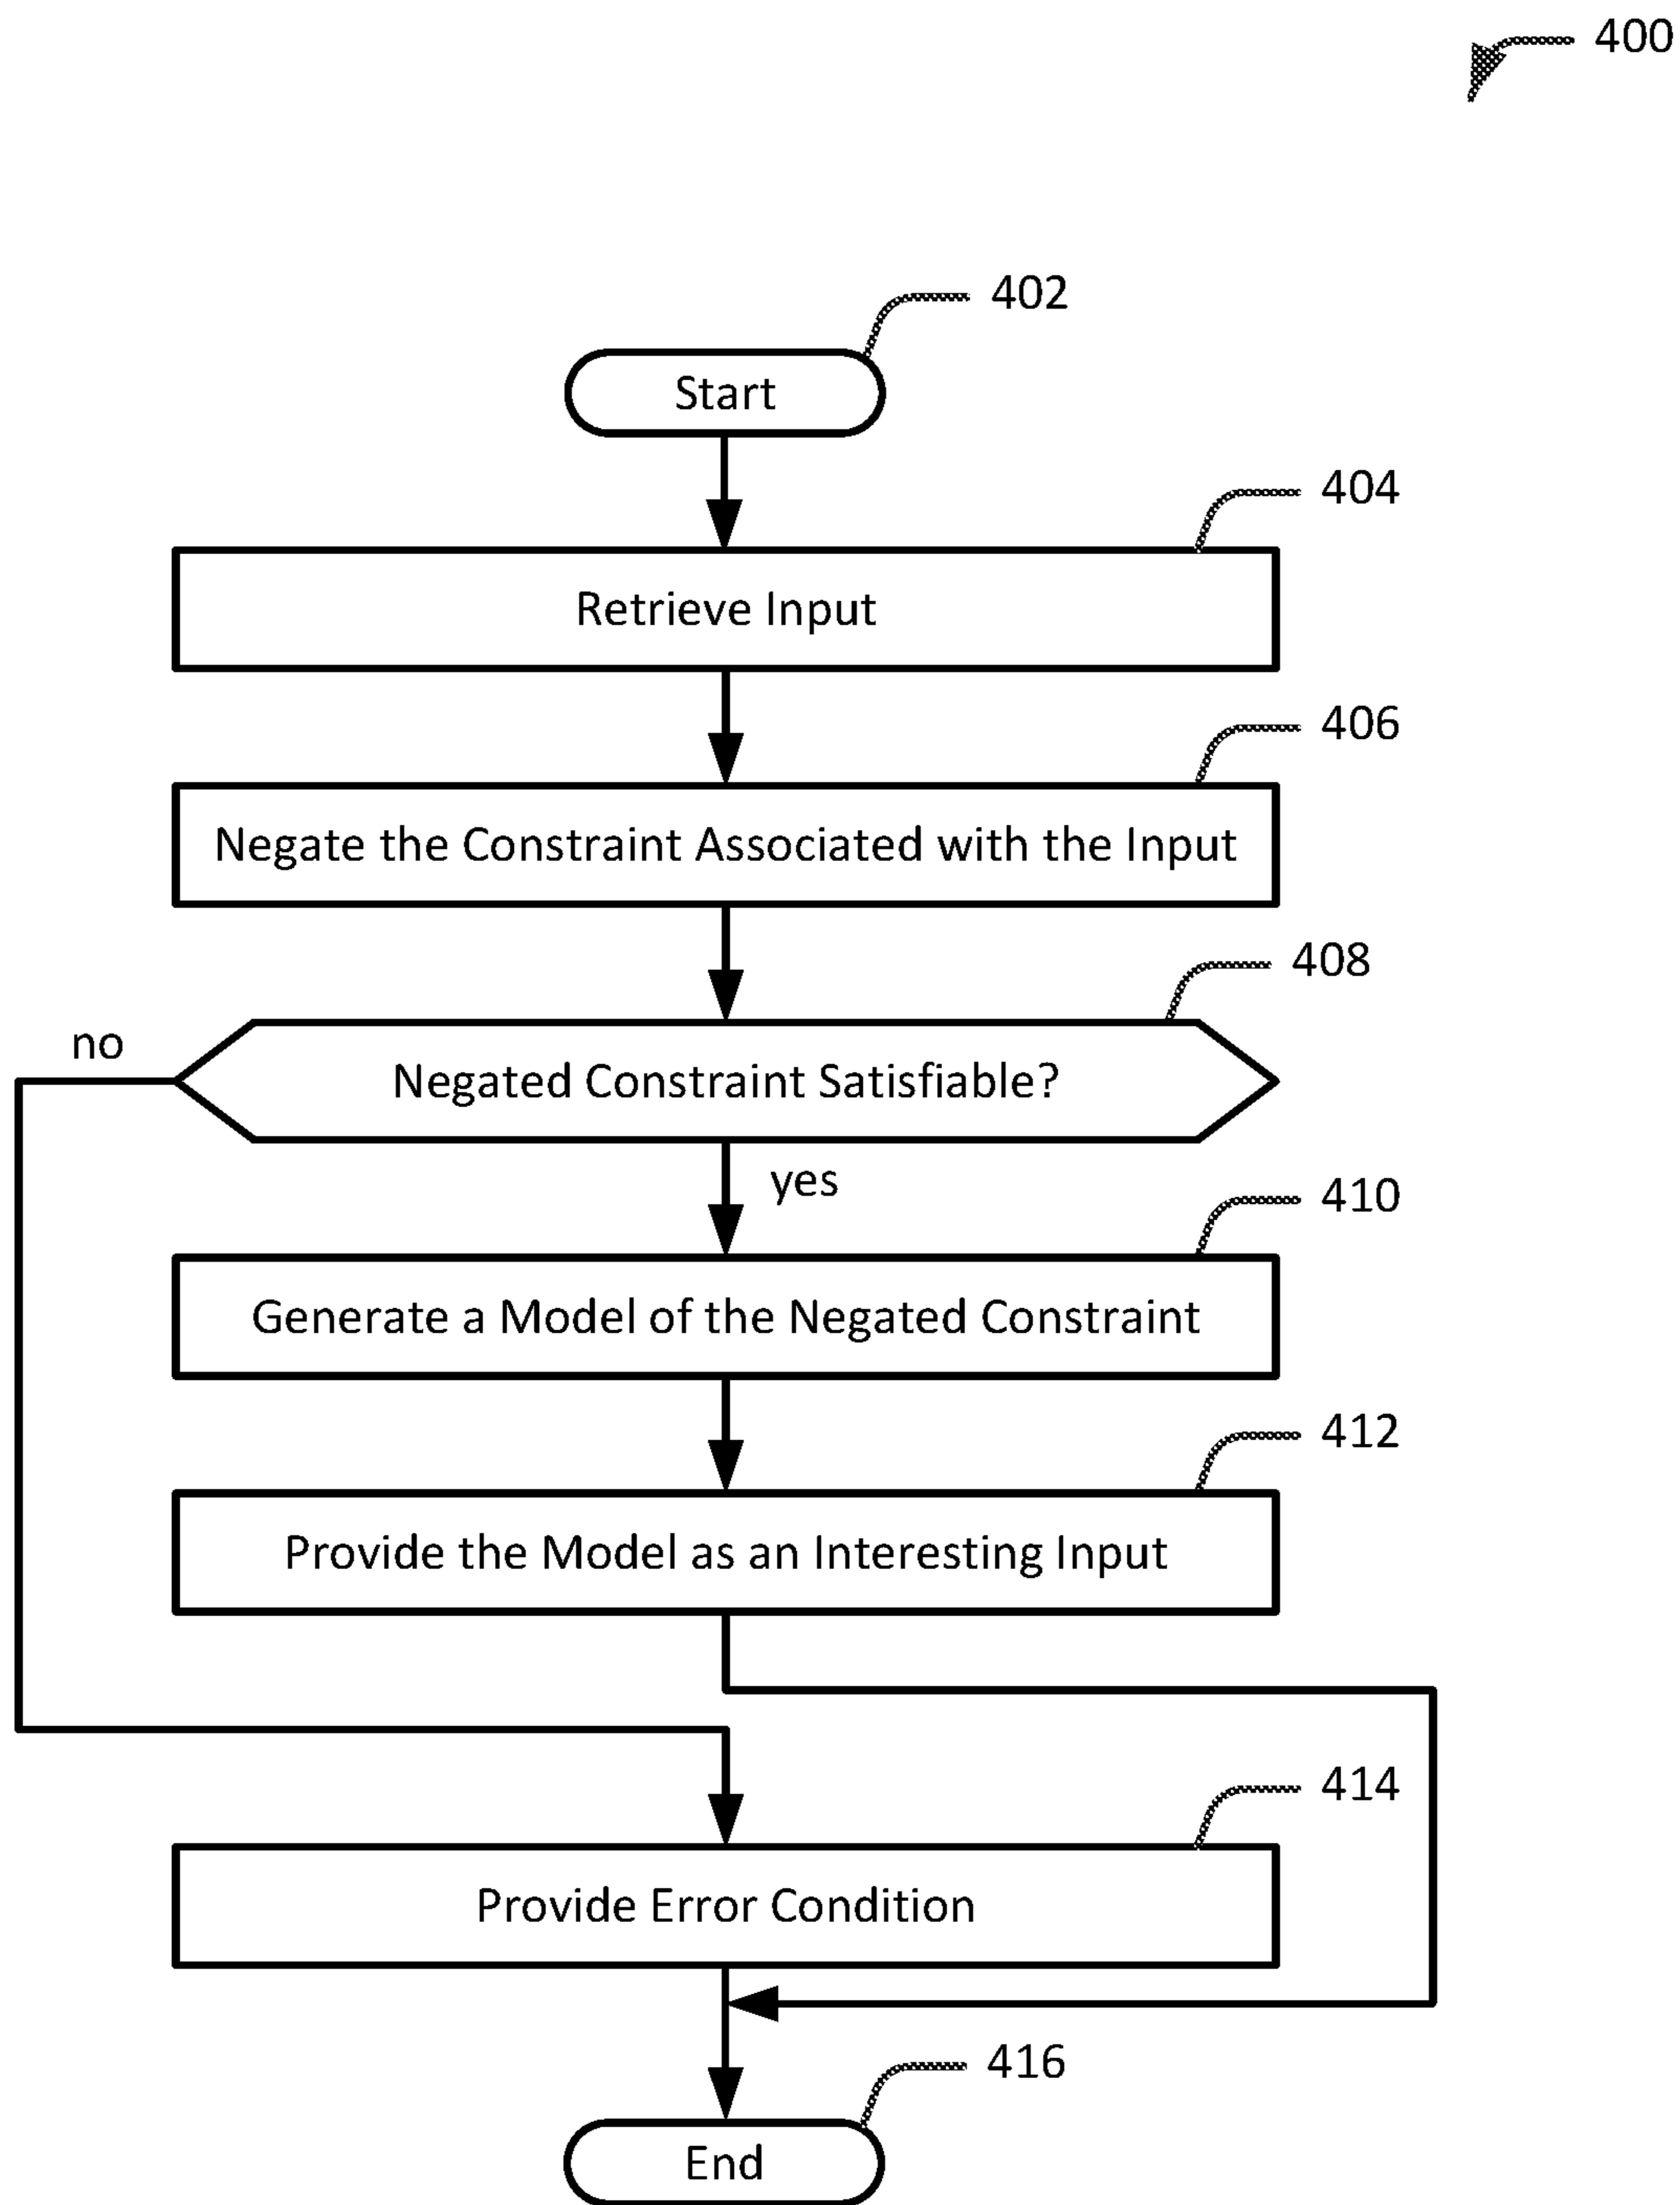 400
402
Start
404
Retrieve Input
406
Negate the Constraint Associated with the Input
408
no
Negated Constraint Satisfiable?
yes
410
Generate a Model of the Negated Constraint
412
Provide the Model as an Interesting Input
414
Provide Error Condition
416
End